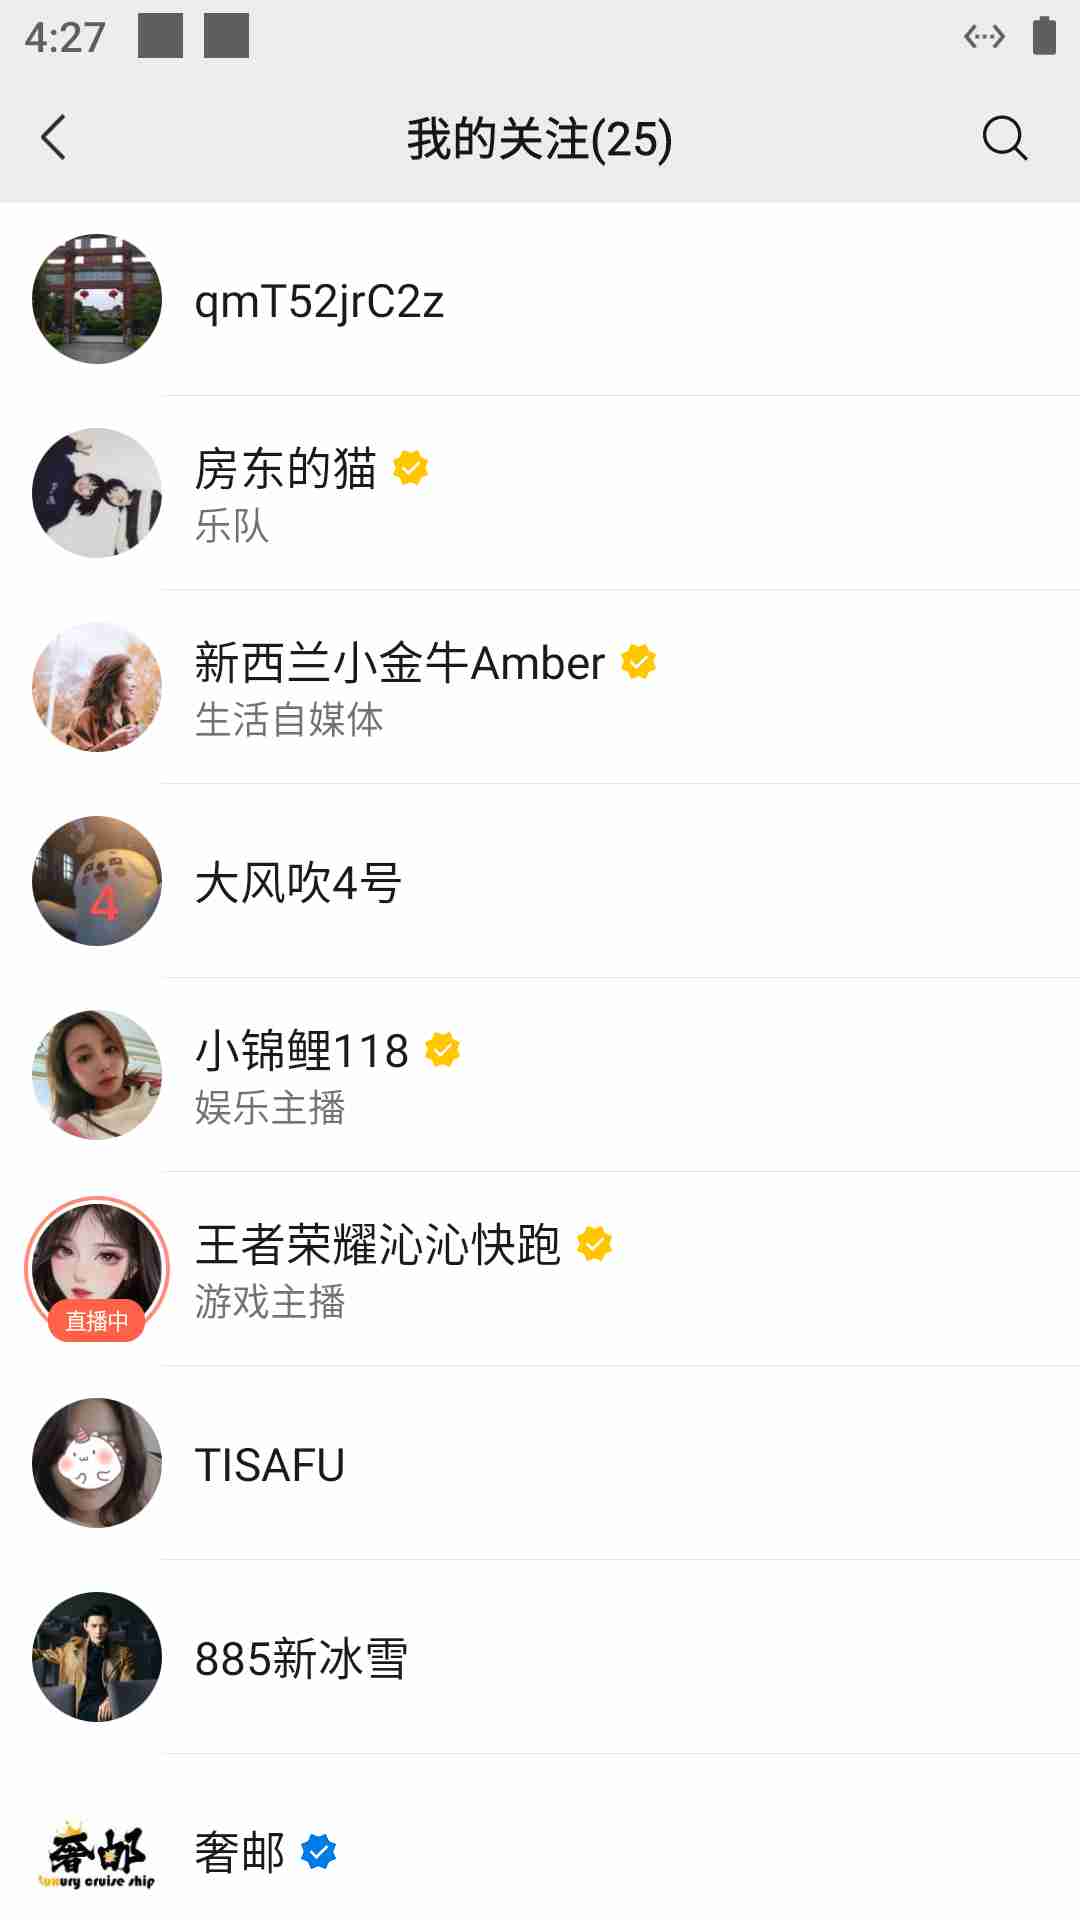 4:27
我的关注(25)
qmT52jrC2z
房东的猫
乐队
新西兰小金牛Amber
生活自媒体
4
大风吹4号
小锦鲤118
娱乐主播
王者荣耀沁沁快跑
游戏主播
直播中
TISAFU
885新冰雪
奢邮
luxury cruise ship
奢邮